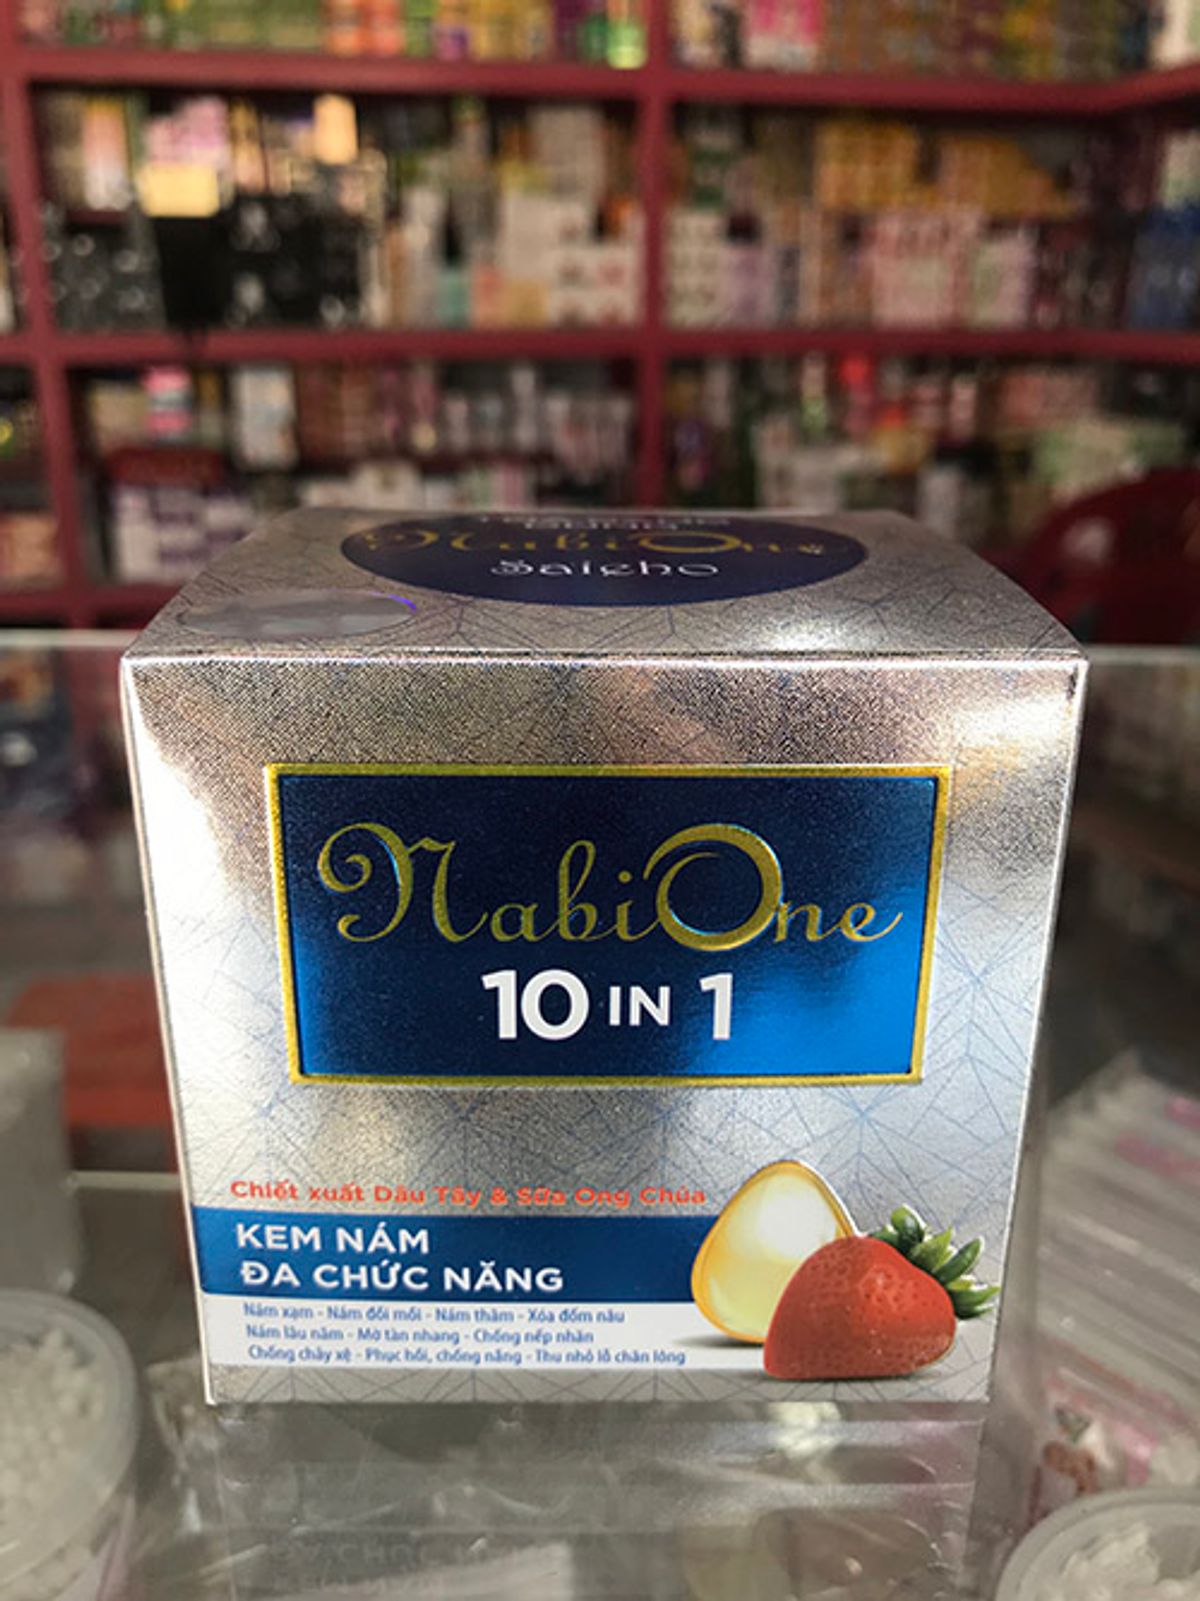 NabiOne
Saigho
NabiOne
10 IN 1
Chiết xuất Dâu Tây & Sữa Ong Chúa
KEM NÁM
ĐA CHỨC NĂNG
Nám xạm - Nám đồi mồi - Nám thâm - Xóa đốm nâu
Nám lâu năm - Mờ tàn nhang - Chống nếp nhăn
Chống chảy xệ - Phục hồi, chống nắng - Thu nhỏ lỗ chân lông